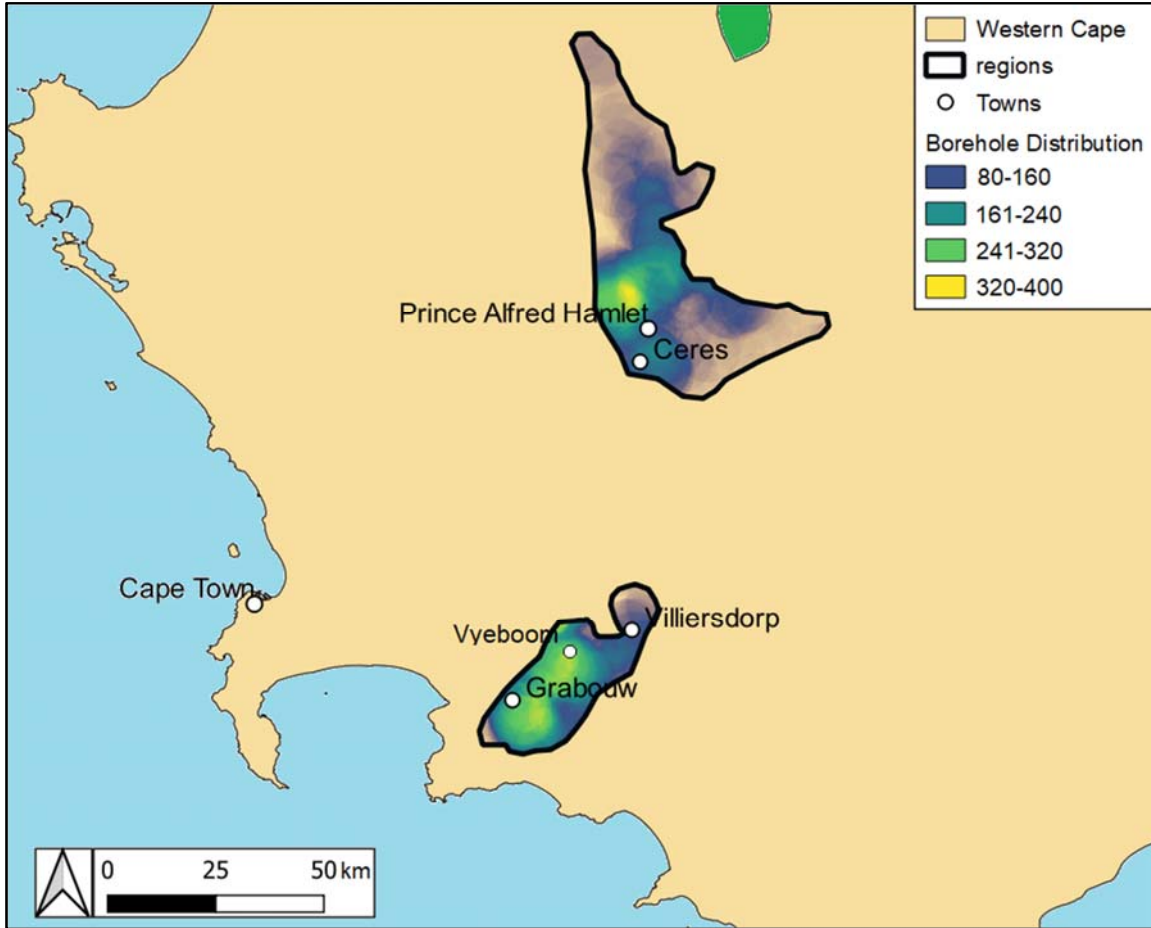 Western Cape
regions
Towns
Borehole Distribution
80-160
161-240
241-320
320-400
Prince Alfred Hamlet
Ceres
Cape Town
Villiersdorp
Vyeboom
Grabouw
0 25 50 km